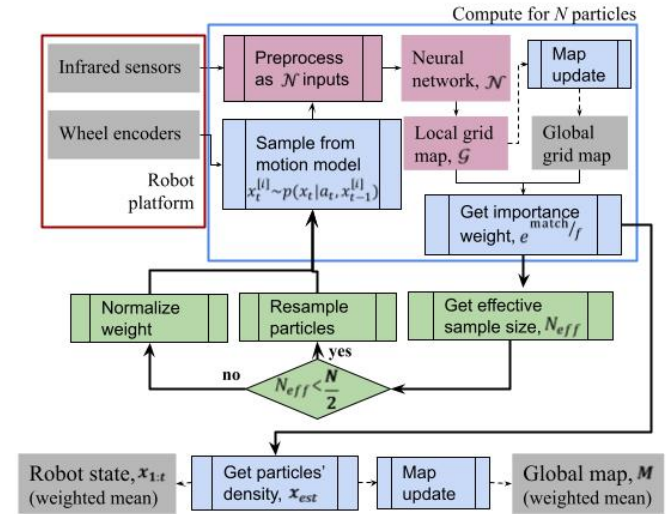 Compute for N particles
Infrared sensors
Preprocess
as 𝒩 inputs
Neural
network, 𝒩
Map
update
Wheel encoders
Sample from
motion model
x_t^[i]~p(x_t|a_t, x_{t-1}^[i])
Local grid
map, 𝒢
Global
grid map
Robot
platform
Get importance
weight, e^match/f
Normalize
weight
Resample
particles
Get effective
sample size, N_eff
no
yes
N_eff < N/2
Robot state, x_{1:t}
(weighted mean)
Get particles'
density, x_est
Map
update
Global map, M
(weighted mean)